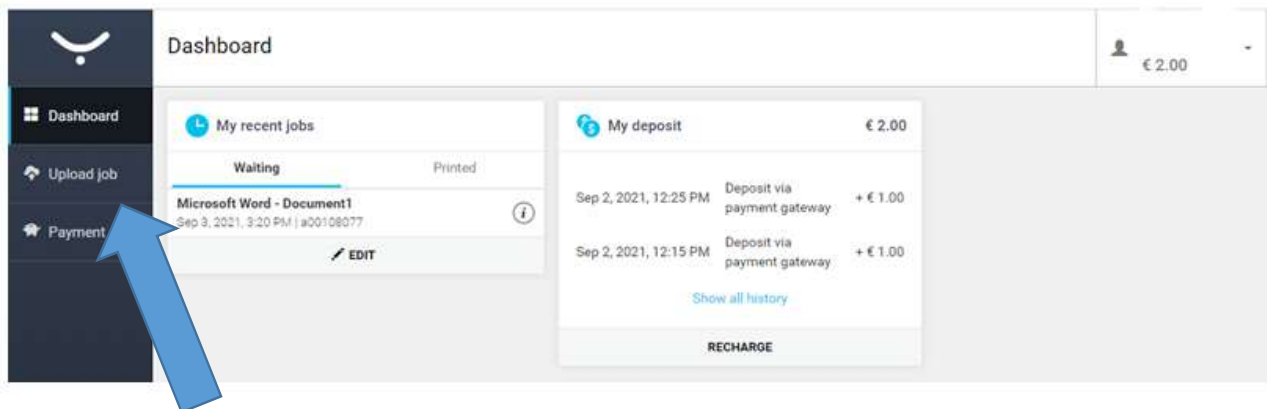 Dashboard
€ 2.00
Dashboard
Upload job
Payment
My recent jobs
Waiting
Printed
Microsoft Word - Document1
Sep 3, 2021, 3:20 PM | a00108077
EDIT
My deposit
€ 2.00
Sep 2, 2021, 12:25 PM
Deposit via
payment gateway
+ € 1.00
Sep 2, 2021, 12:15 PM
Deposit via
payment gateway
+ € 1.00
Show all history
RECHARGE